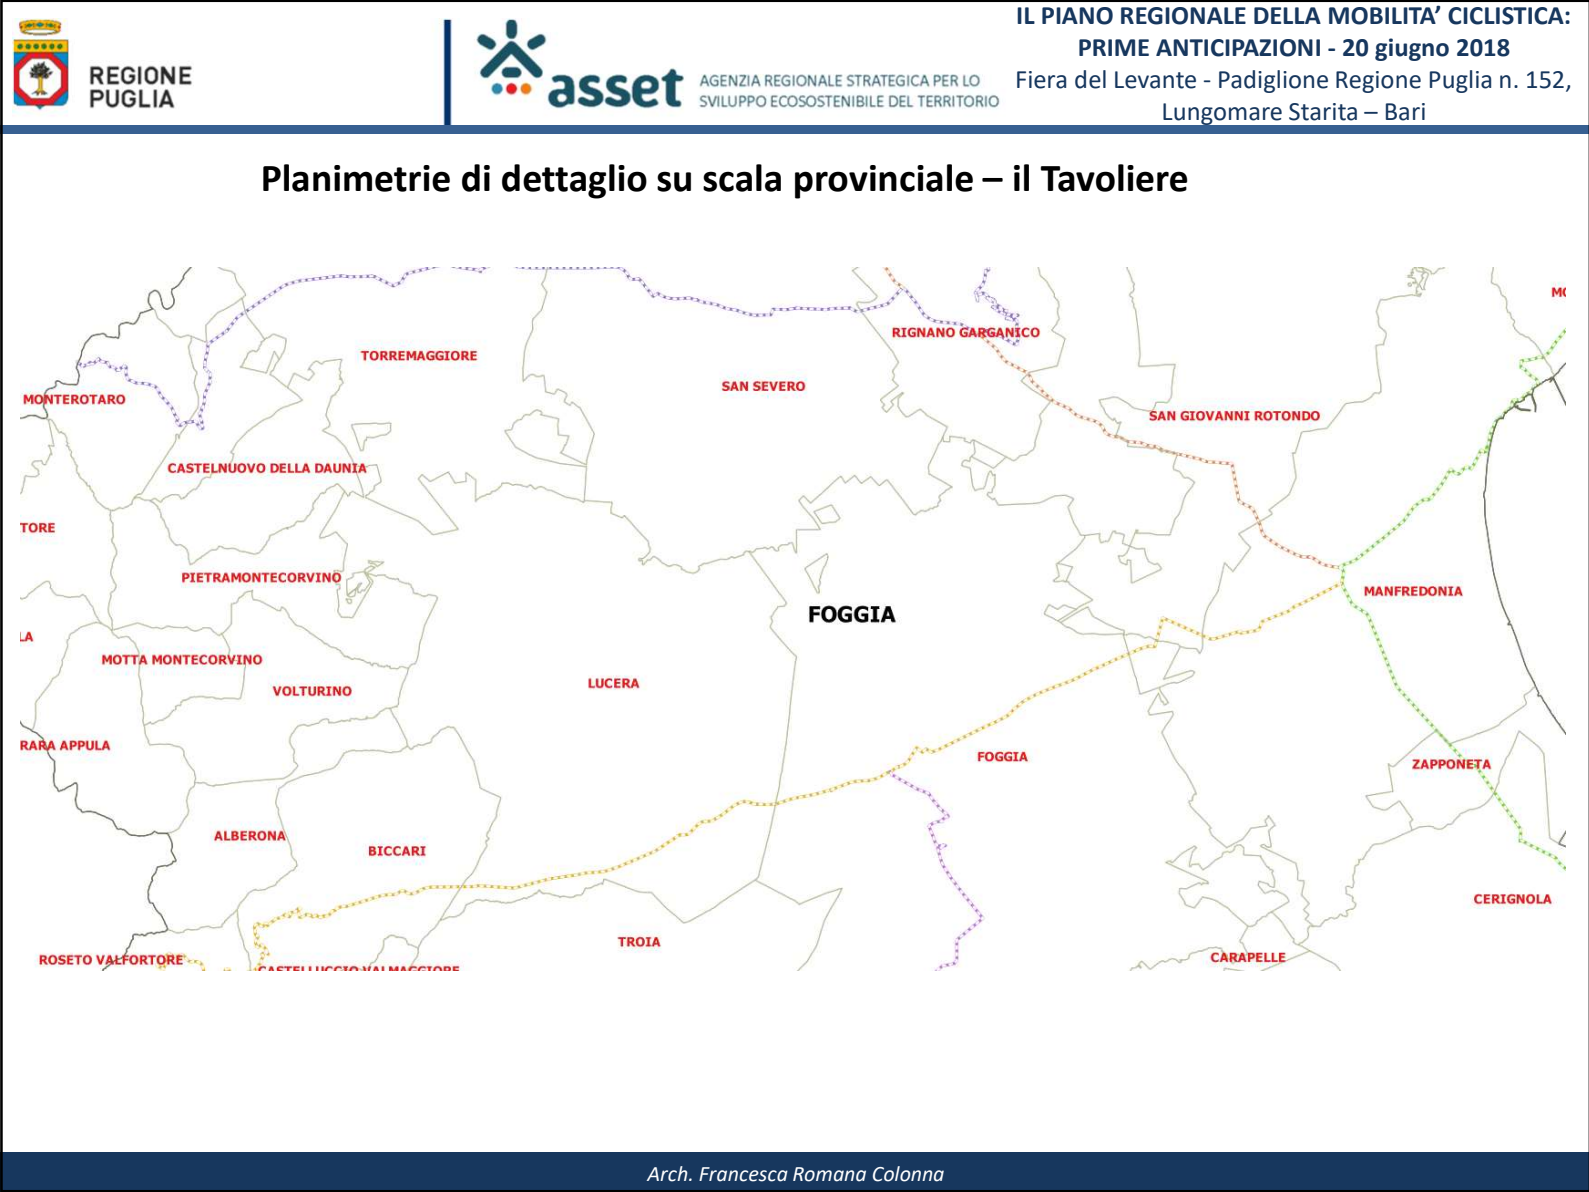 REGIONE
PUGLIA
asset
AGENZIA REGIONALE STRATEGICA PER LO
SVILUPPO ECOSOSTENIBILE DEL TERRITORIO
IL PIANO REGIONALE DELLA MOBILITA’ CICLISTICA:
PRIME ANTICIPAZIONI - 20 giugno 2018
Fiera del Levante - Padiglione Regione Puglia n. 152,
Lungomare Starita – Bari
Planimetrie di dettaglio su scala provinciale – il Tavoliere
RIGNANO GARGANICO
TORREMAGGIORE
SAN SEVERO
MONTEROTARO
SAN GIOVANNI ROTONDO
CASTELNUOVO DELLA DAUNIA
TORE
PIETRAMONTECORVINO
MANFREDONIA
FOGGIA
LA
MOTTA MONTECORVINO
LUCERA
VOLTURINO
RARA APPULA
FOGGIA
ZAPPONETA
ALBERONA
BICCARI
CERIGNOLA
TROIA
CARAPELLE
ROSETO VALFORTORE
CASTELLUCCIO VALMAGGIORE
Arch. Francesca Romana Colonna